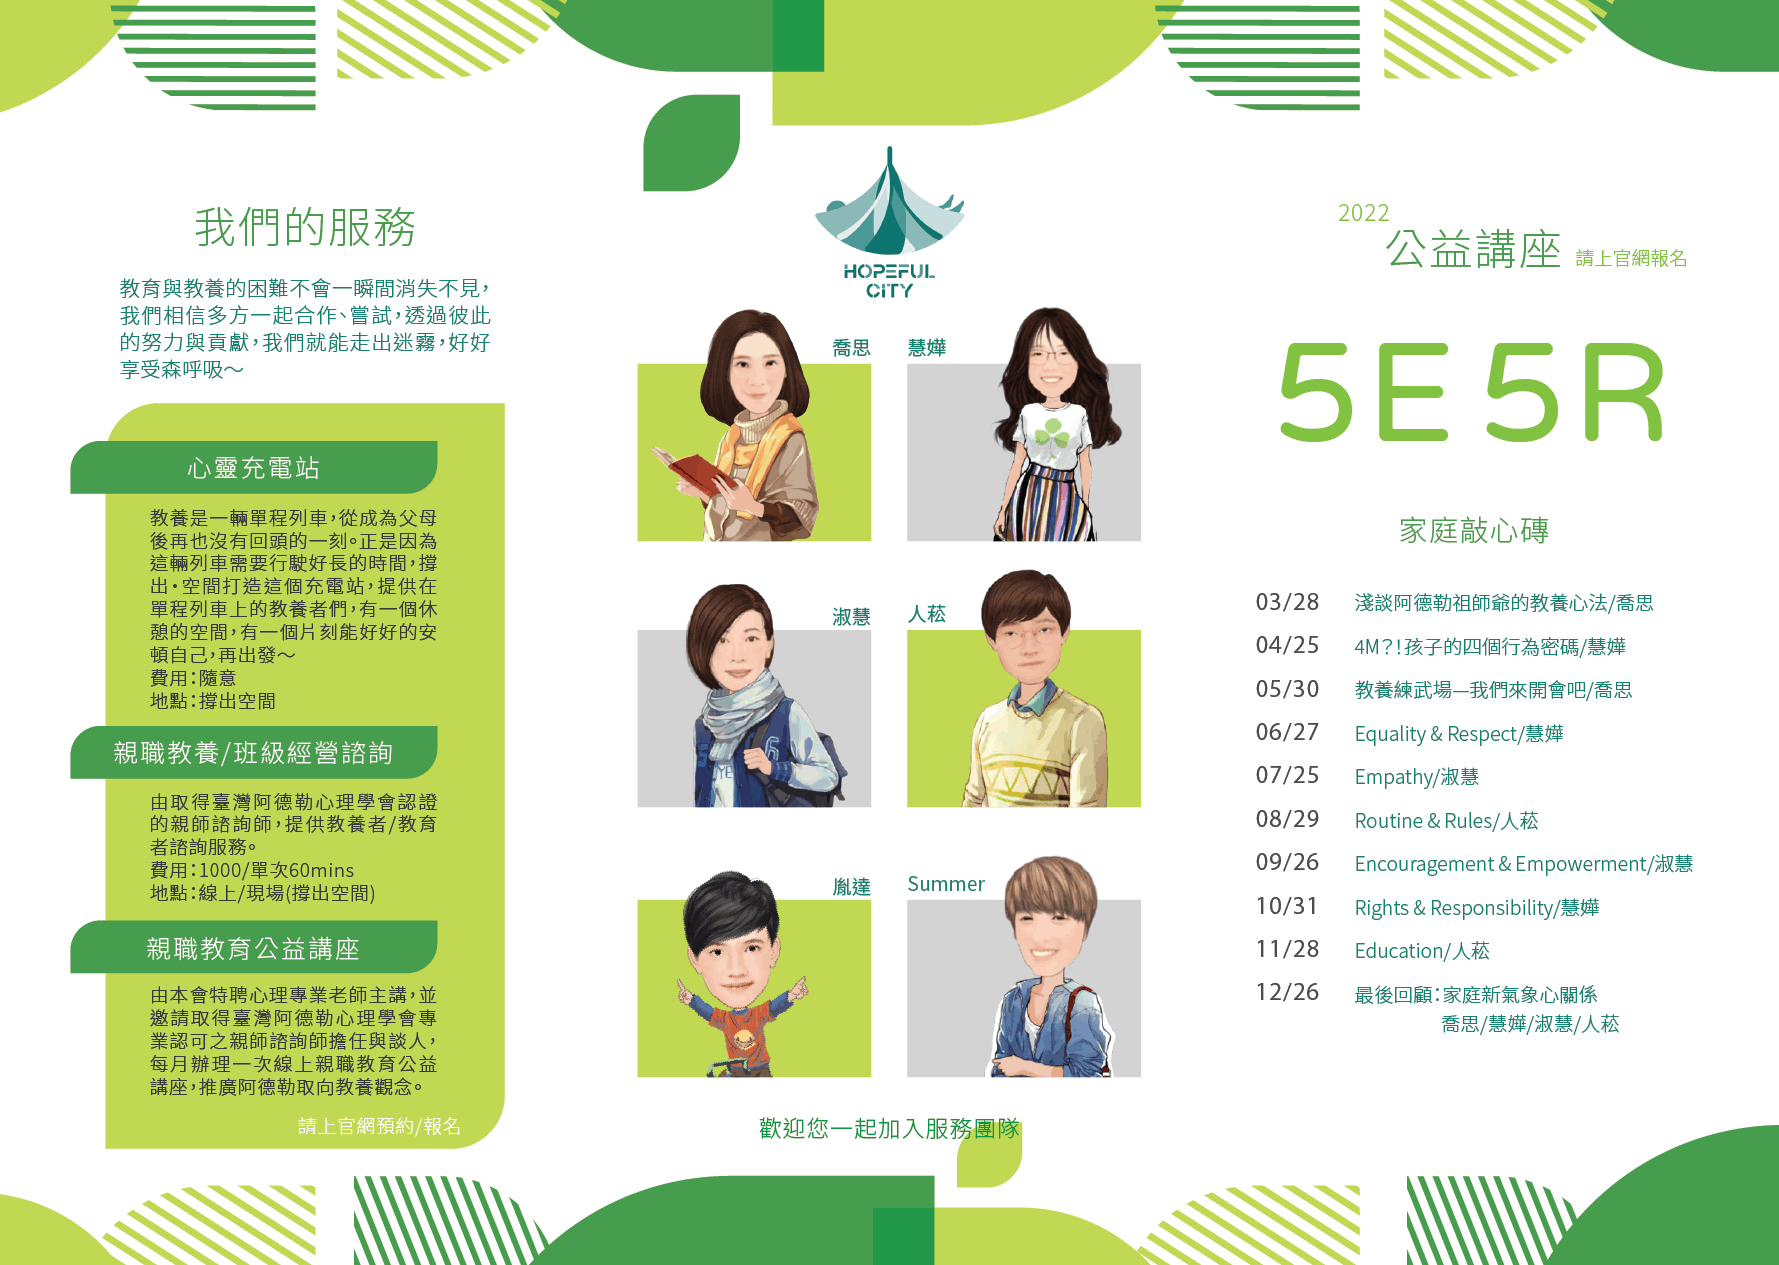 我們的服務
教育與教養的困難不會一瞬間消失不見，
我們相信多方一起合作、嘗試，透過彼此
的努力與貢獻，我們就能走出迷霧，好好
享受森呼吸～
心靈充電站
教養是一輛單程列車，從成為父母
後再也沒有回頭的一刻。正是因為
這輛列車需要行駛好長的時間，撐
出・空間打造這個充電站，提供在
單程列車上的教養者們，有一個休
憩的空間，有一個片刻能好好的安
頓自己，再出發～
費用：隨意
地點：撐出空間
親職教養/班級經營諮詢
由取得臺灣阿德勒心理學會認證
的親師諮詢師，提供教養者/教育
者諮詢服務。
費用：1000/單次60mins
地點：線上/現場(撐出空間)
親職教育公益講座
由本會特聘心理專業老師主講，並
邀請取得臺灣阿德勒心理學會專
業認可之親師諮詢師擔任與談人，
每月辦理一次線上親職教育公益
講座，推廣阿德勒取向教養觀念。
請上官網預約/報名
HOPEFUL
CITY
喬思
慧嬅
淑慧
人菘
胤達
Summer
歡迎您一起加入服務團隊
2022
公益講座 請上官網報名
5E 5R
家庭敲心磚
03/28 淺談阿德勒祖師爺的教養心法/喬思
04/25 4M？！孩子的四個行為密碼/慧嬅
05/30 教養練武場—我們來開會吧/喬思
06/27 Equality & Respect/慧嬅
07/25 Empathy/淑慧
08/29 Routine & Rules/人菘
09/26 Encouragement & Empowerment/淑慧
10/31 Rights & Responsibility/慧嬅
11/28 Education/人菘
12/26 最後回顧：家庭新氣象心關係
喬思/慧嬅/淑慧/人菘